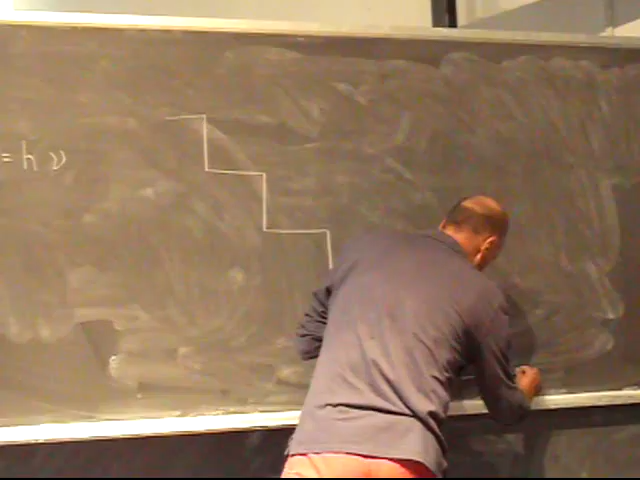 = h ν